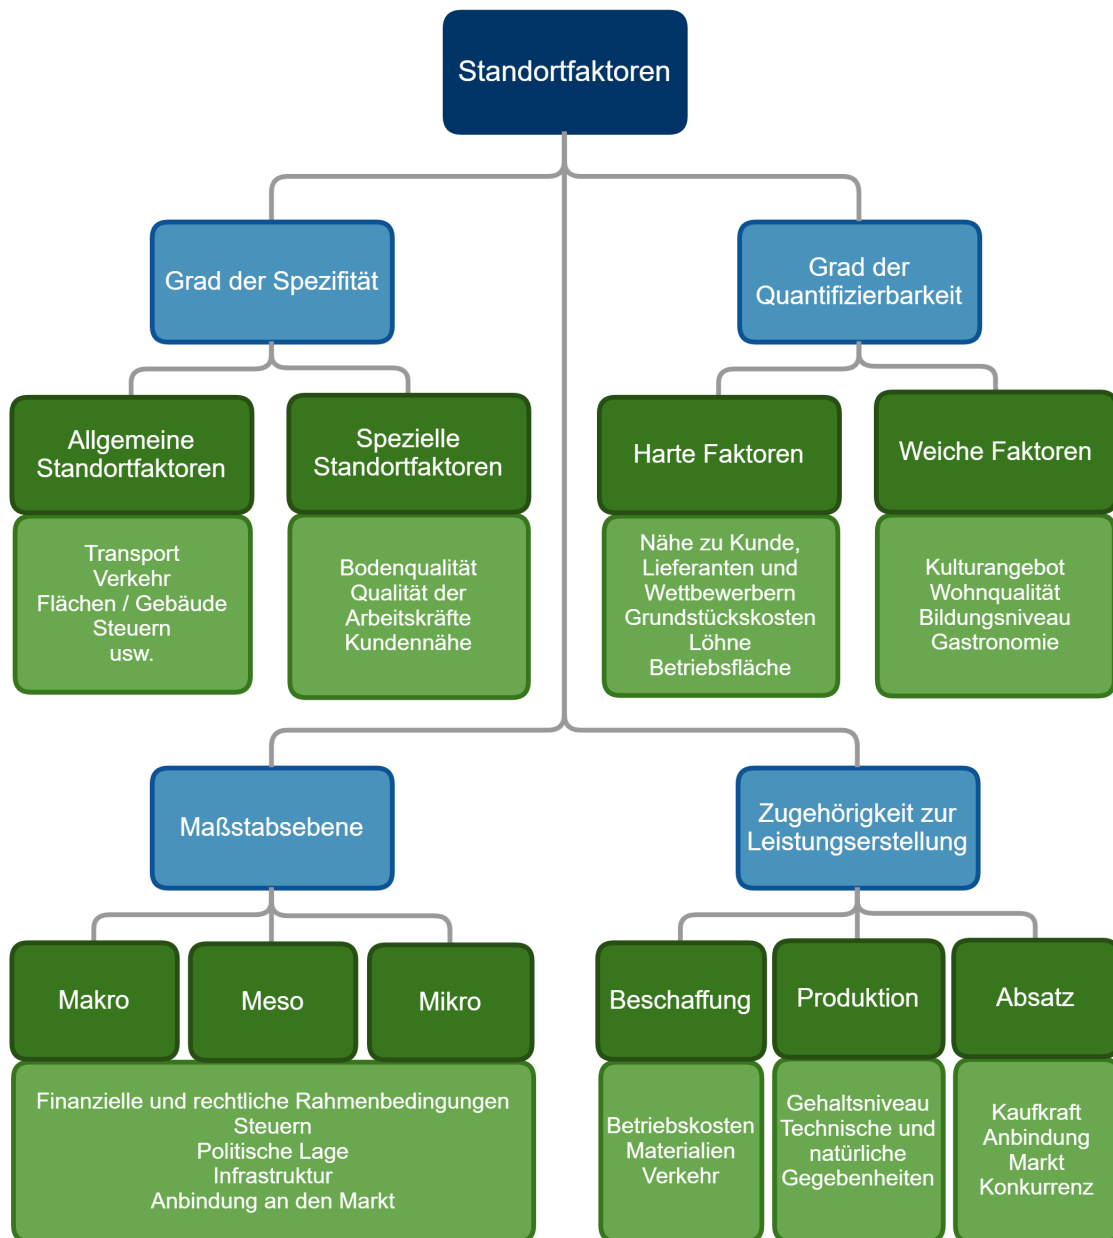 Standortfaktoren
Grad der Spezifität
Grad der
Quantifizierbarkeit
Allgemeine
Standortfaktoren
Spezielle
Standortfaktoren
Harte Faktoren
Weiche Faktoren
Transport
Verkehr
Flächen / Gebäude
Steuern
usw.
Bodenqualität
Qualität der
Arbeitskräfte
Kundennähe
Nähe zu Kunde,
Lieferanten und
Wettbewerbern
Grundstückskosten
Löhne
Betriebsfläche
Kulturangebot
Wohnqualität
Bildungsniveau
Gastronomie
Maßstabsebene
Zugehörigkeit zur
Leistungserstellung
Makro
Meso
Mikro
Beschaffung
Produktion
Absatz
Finanzielle und rechtliche Rahmenbedingungen
Steuern
Politische Lage
Infrastruktur
Anbindung an den Markt
Betriebskosten
Materialien
Verkehr
Gehaltsniveau
Technische und
natürliche
Gegebenheiten
Kaufkraft
Anbindung
Markt
Konkurrenz